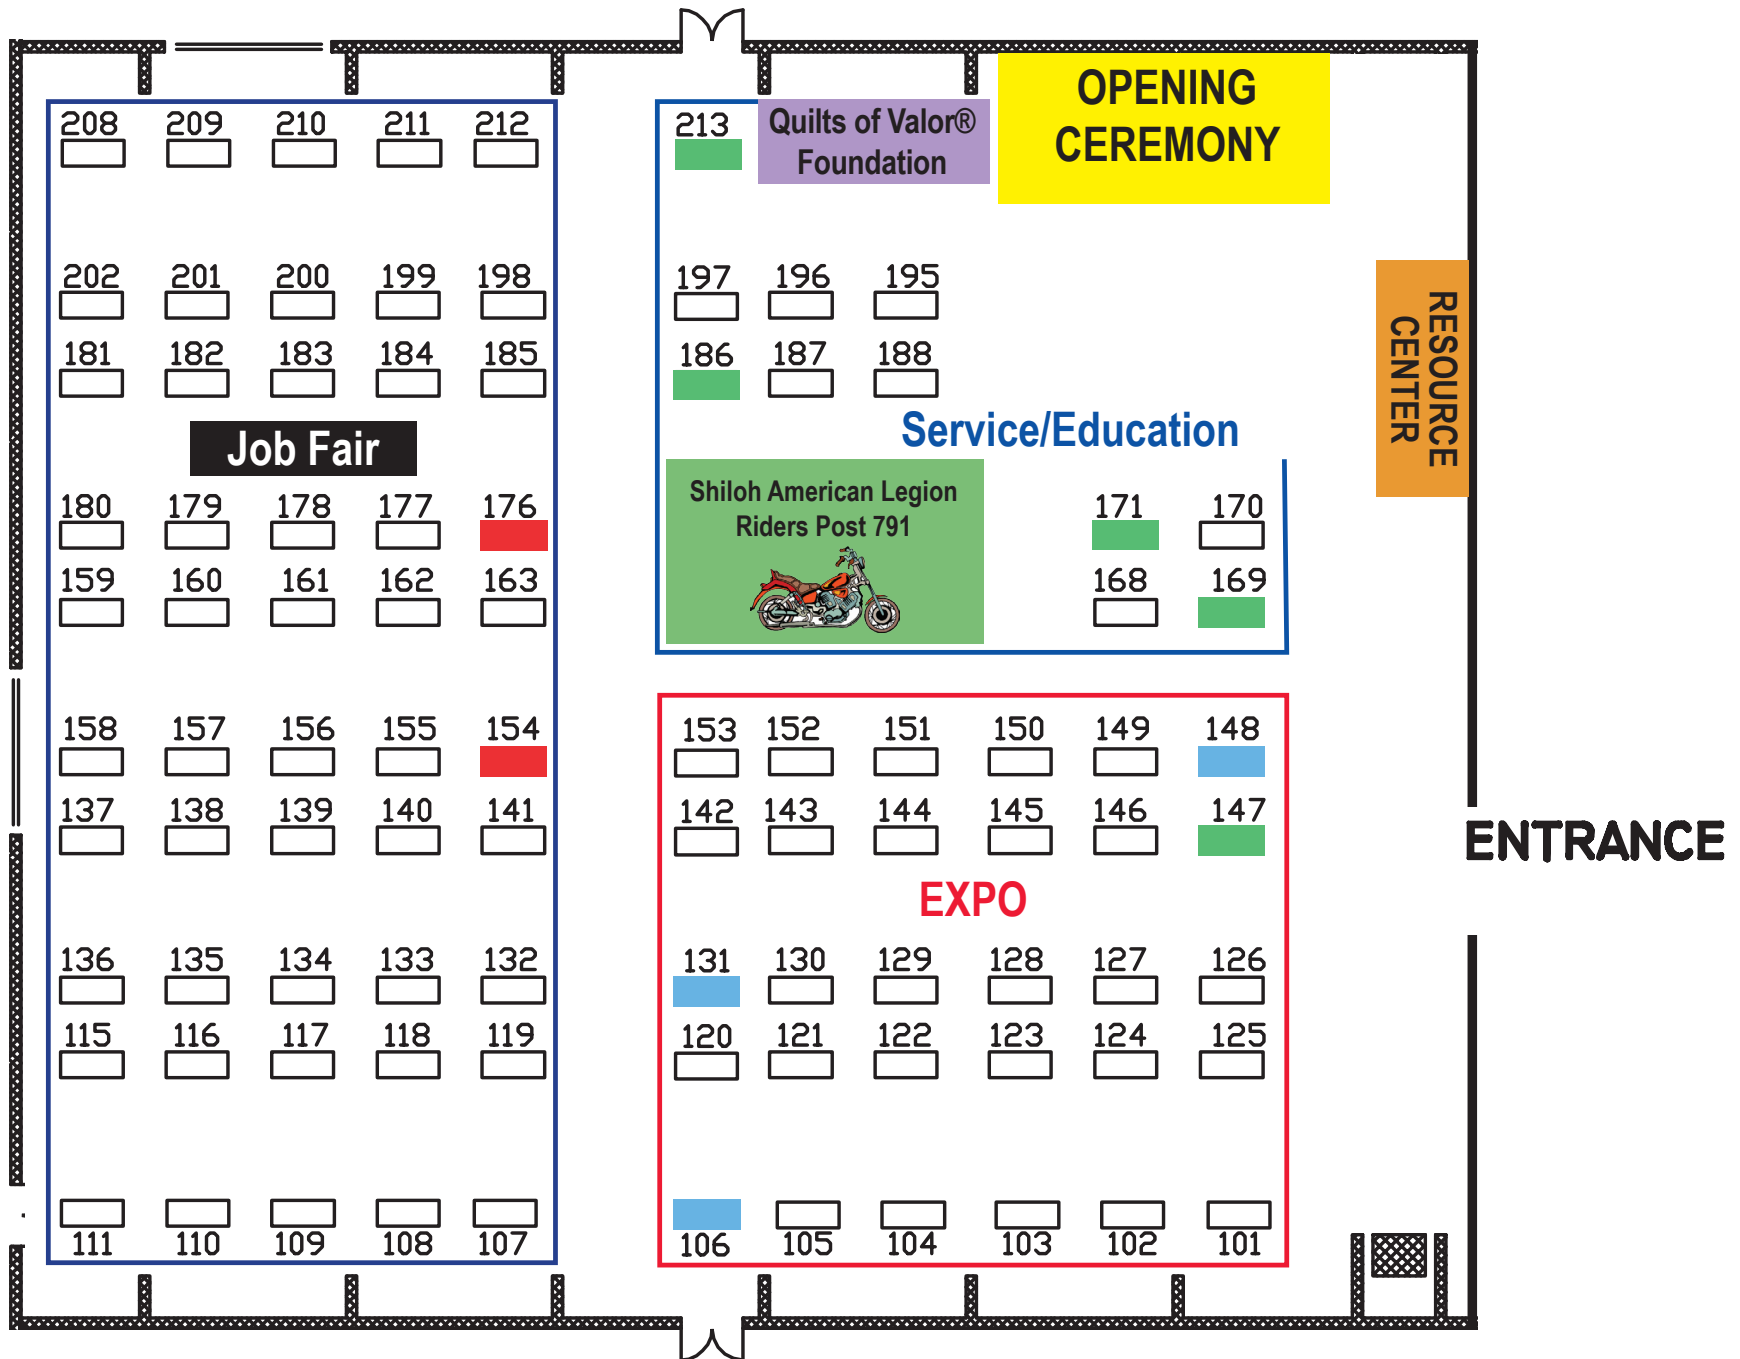 OPENING
CEREMONY
Quilts of Valor®
Foundation
208 209 210 211 212 213
202 201 200 199 198 197 196 195
181 182 183 184 185 186 187 188
RESOURCE
CENTER
Service/Education
Job Fair
Shiloh American Legion
Riders Post 791
180 179 178 177 176 171 170
159 160 161 162 163 168 169
158 157 156 155 154 153 152 151 150 149 148
137 138 139 140 141 142 143 144 145 146 147
ENTRANCE
EXPO
136 135 134 133 132 131 130 129 128 127 126
115 116 117 118 119 120 121 122 123 124 125
111 110 109 108 107 106 105 104 103 102 101